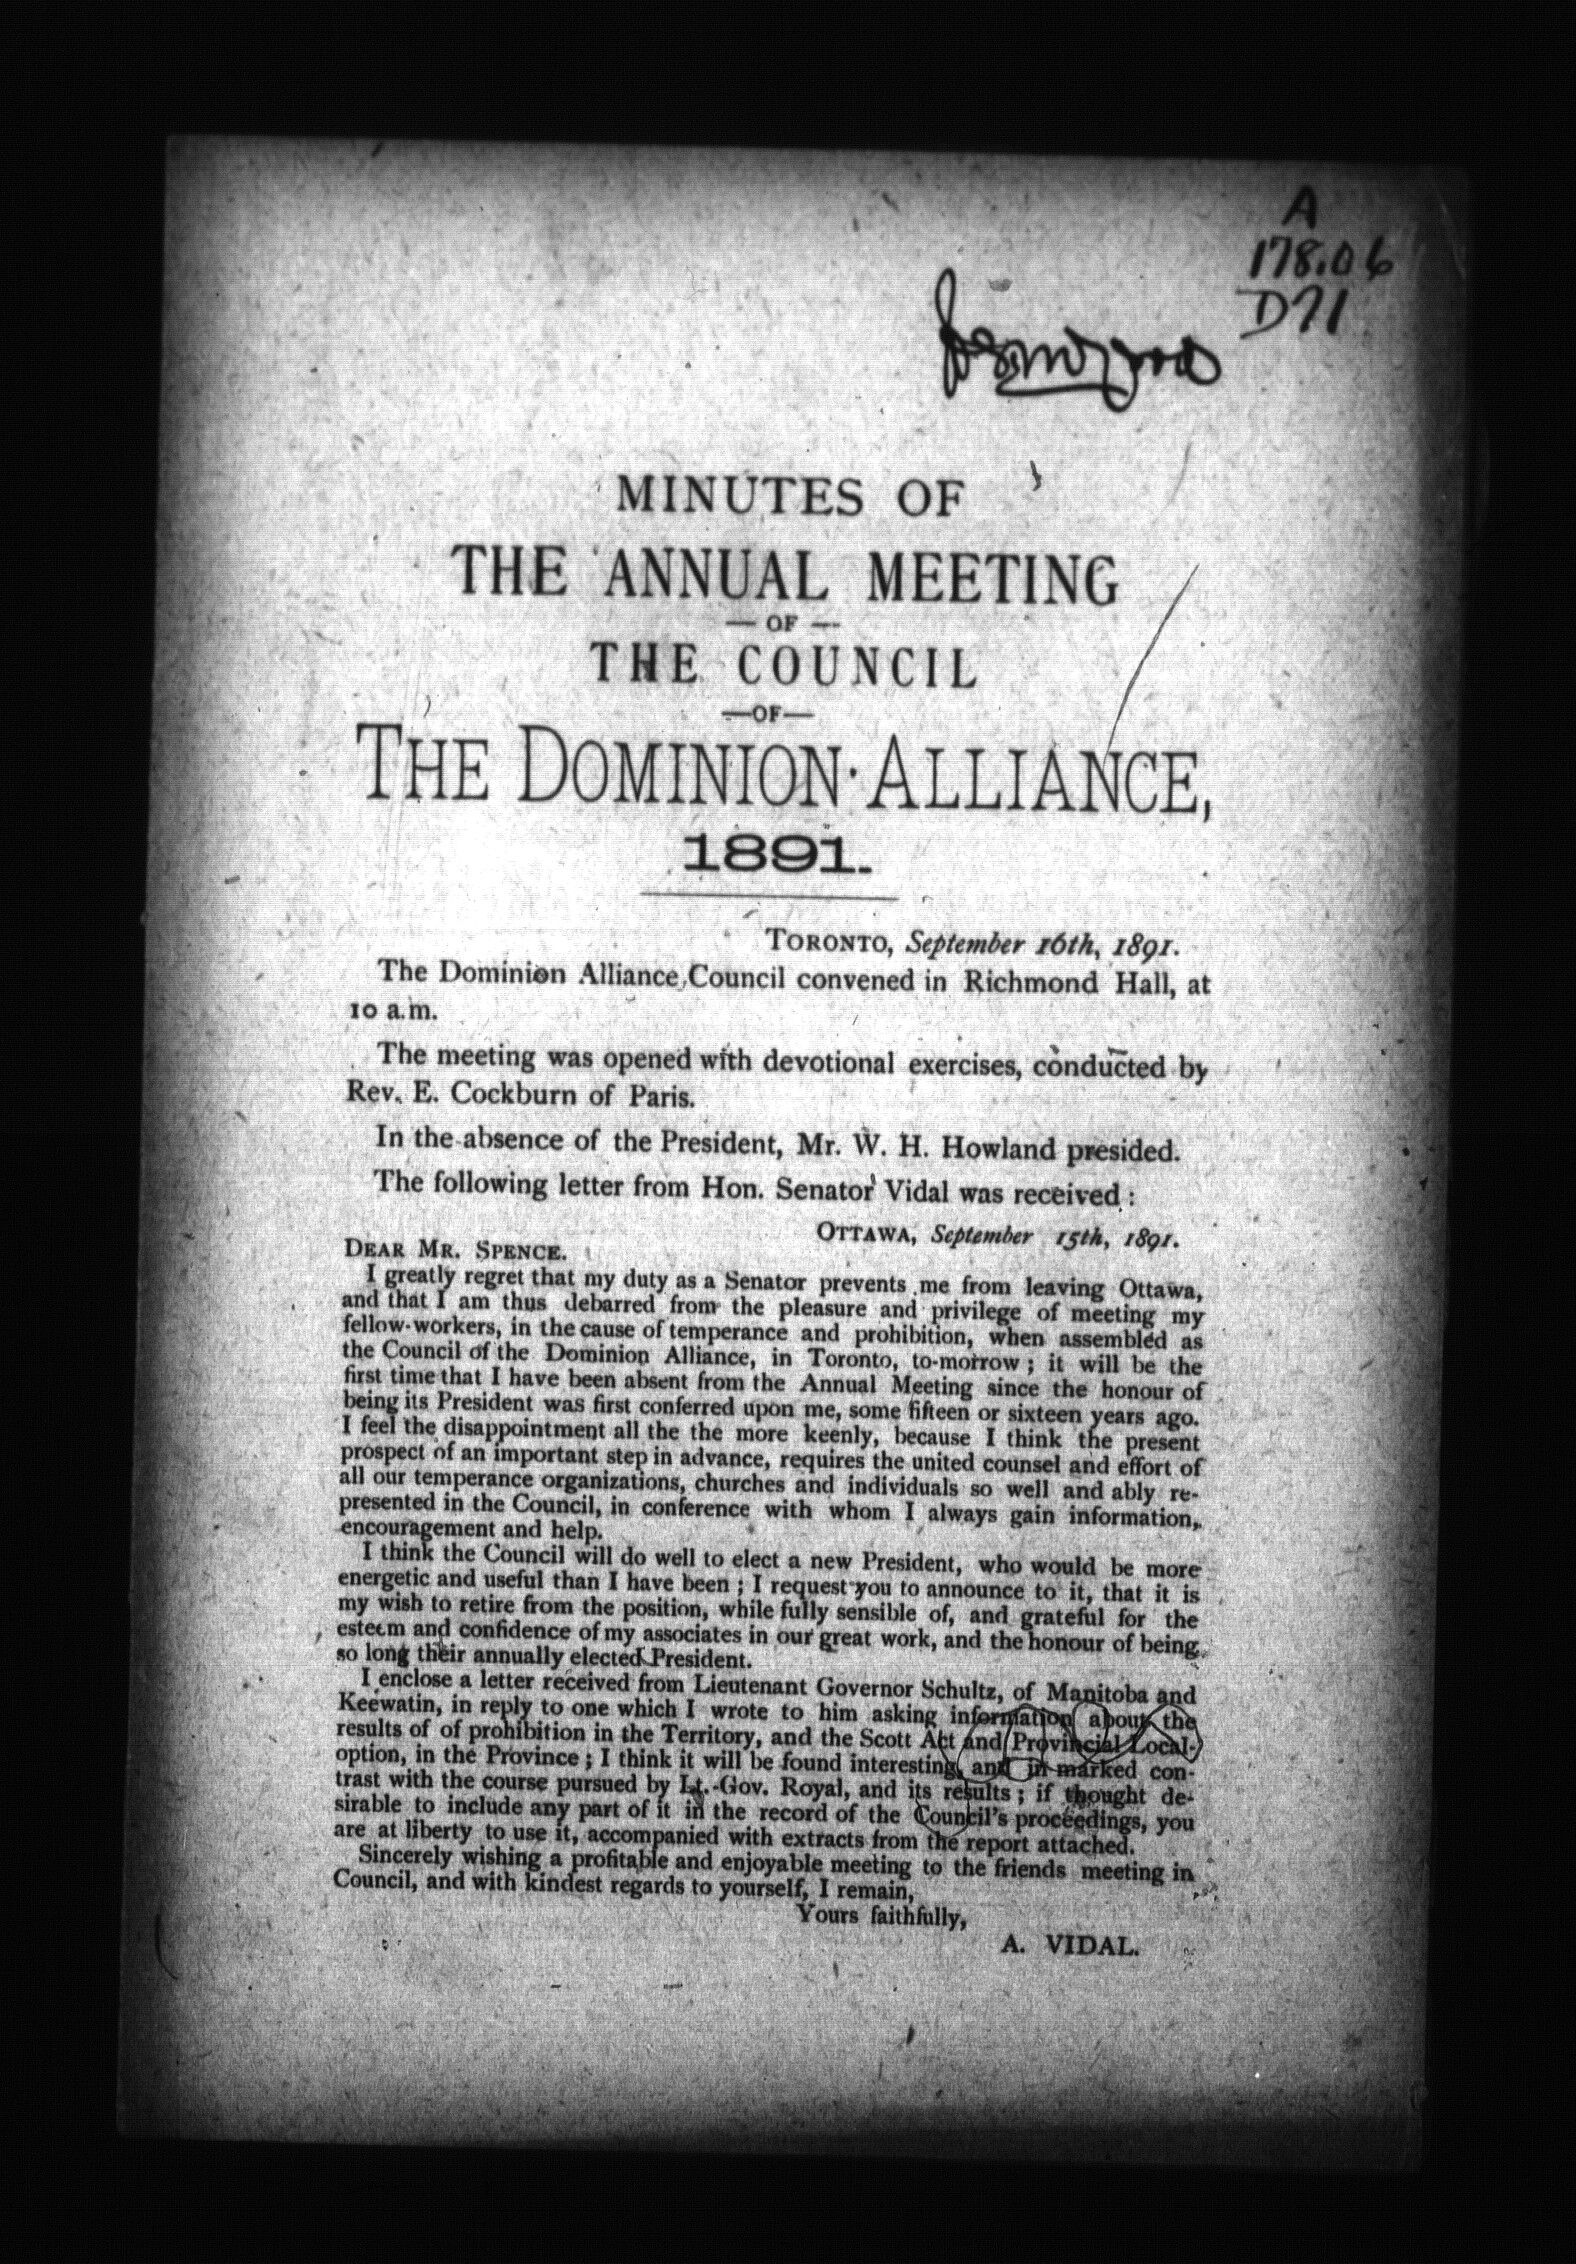 A
178.06
D71
MINUTES OF
THE ANNUAL MEETING
— OF —
THE COUNCIL
—OF—
THE DOMINION ALLIANCE,
1891.
TORONTO, September 16th, 1891.
The Dominion Alliance Council convened in Richmond Hall, at
10 a.m.
The meeting was opened with devotional exercises, conducted by
Rev. E. Cockburn of Paris.
In the absence of the President, Mr. W. H. Howland presided.
The following letter from Hon. Senator Vidal was received :
OTTAWA, September 15th, 1891.
DEAR MR. SPENCE.
I greatly regret that my duty as a Senator prevents me from leaving Ottawa,
and that I am thus debarred from the pleasure and privilege of meeting my
fellow-workers, in the cause of temperance and prohibition, when assembled as
the Council of the Dominion Alliance, in Toronto, to-morrow ; it will be the
first time that I have been absent from the Annual Meeting since the honour of
being its President was first conferred upon me, some fifteen or sixteen years ago.
I feel the disappointment all the the more keenly, because I think the present
prospect of an important step in advance, requires the united counsel and effort of
all our temperance organizations, churches and individuals so well and ably re-
presented in the Council, in conference with whom I always gain information,
encouragement and help.
I think the Council will do well to elect a new President, who would be more
energetic and useful than I have been ; I request you to announce to it, that it is
my wish to retire from the position, while fully sensible of, and grateful for the
esteem and confidence of my associates in our great work, and the honour of being
so long their annually elected President.
I enclose a letter received from Lieutenant Governor Schultz, of Manitoba and
Keewatin, in reply to one which I wrote to him asking information about the
results of of prohibition in the Territory, and the Scott Act and Provincial Local-
option, in the Province ; I think it will be found interesting, and in marked con-
trast with the course pursued by Lt.-Gov. Royal, and its results ; if thought de-
sirable to include any part of it in the record of the Council's proceedings, you
are at liberty to use it, accompanied with extracts from the report attached.
Sincerely wishing a profitable and enjoyable meeting to the friends meeting in
Council, and with kindest regards to yourself, I remain,
Yours faithfully,
A. VIDAL.